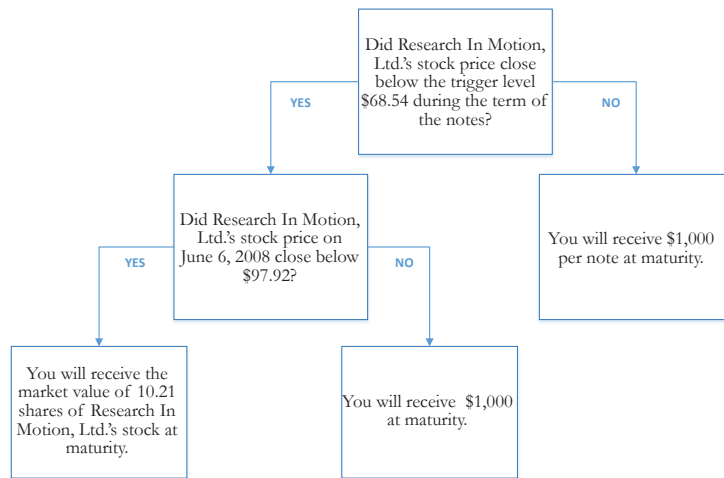 Did Research In Motion,
Ltd.'s stock price close
below the trigger level
$68.54 during the term of
the notes?
YES
NO
Did Research In Motion,
Ltd.'s stock price on
June 6, 2008 close below
$97.92?
You will receive $1,000
per note at maturity.
YES
NO
You will receive the
market value of 10.21
shares of Research In
Motion, Ltd.'s stock at
maturity.
You will receive $1,000
at maturity.